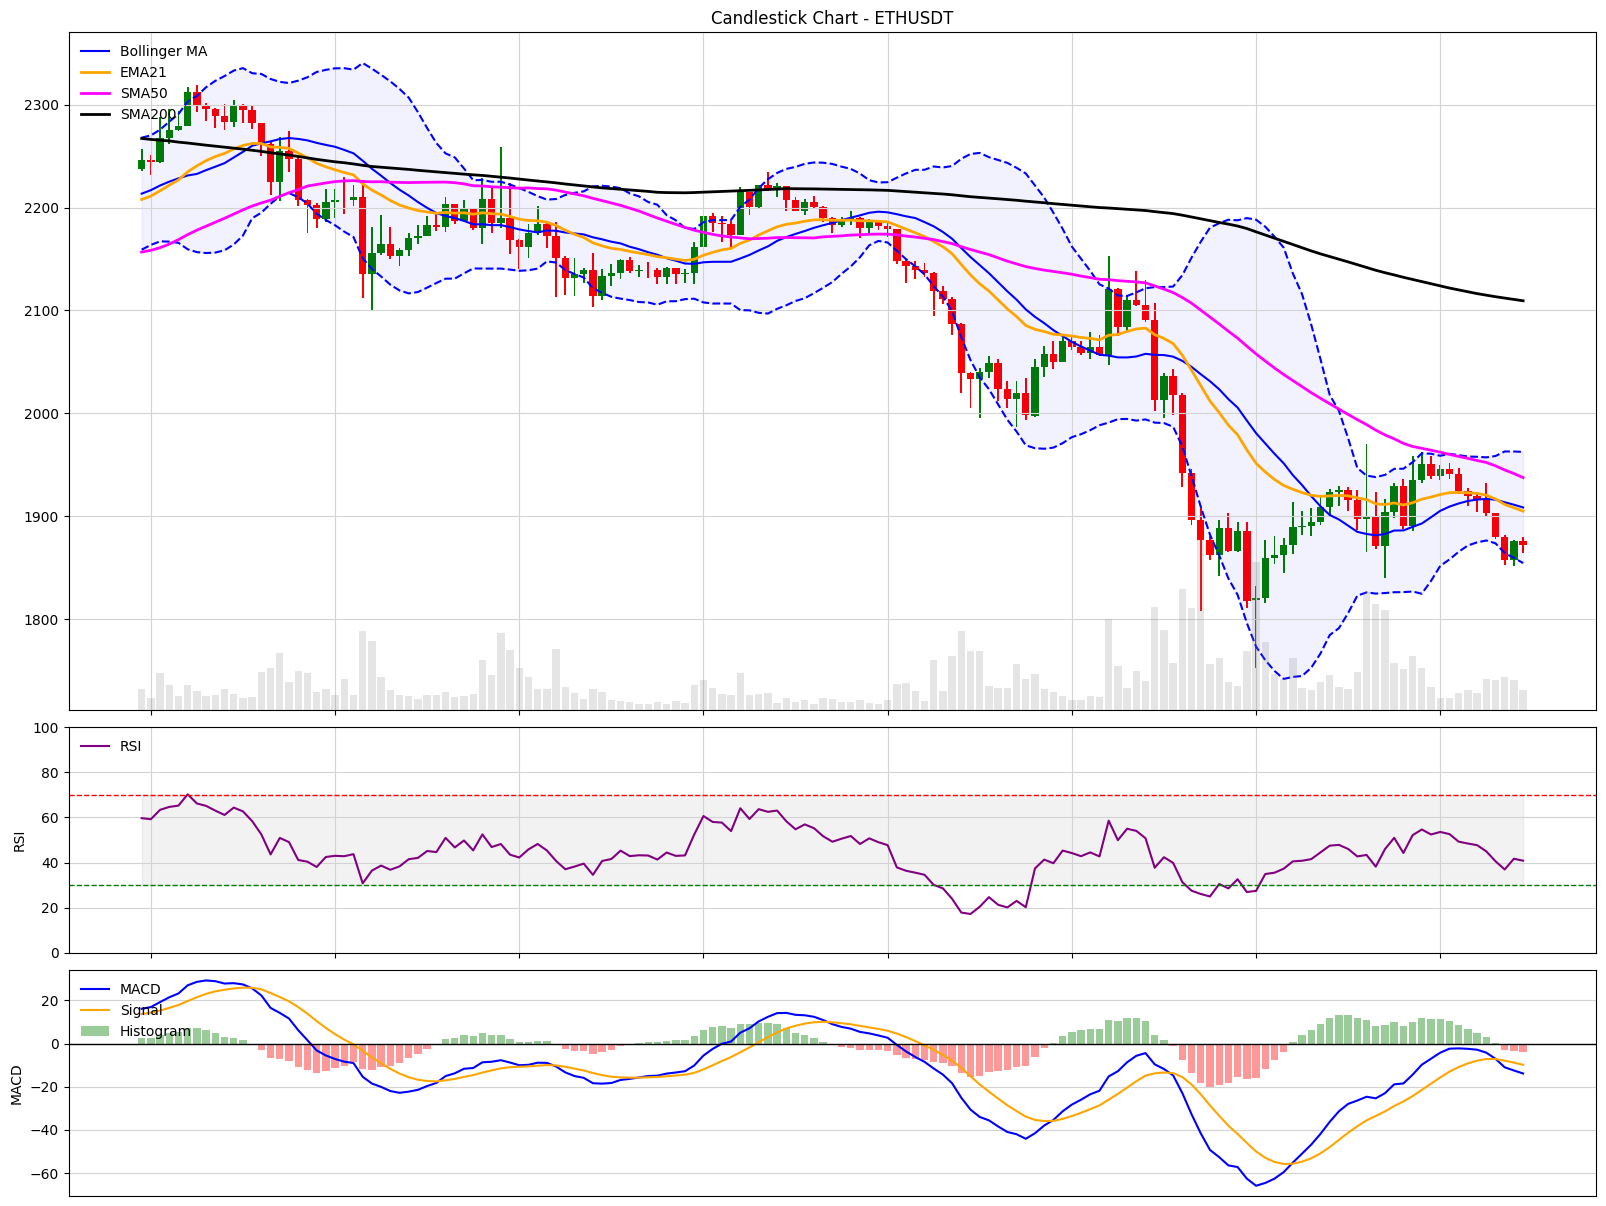 Candlestick Chart - ETHUSDT
Bollinger MA
EMA21
SMA50
SMA200
2300
2200
2100
2000
1900
1800
RSI
100
80
60
40
20
0
RSI
MACD
Signal
Histogram
20
0
−20
−40
−60
MACD